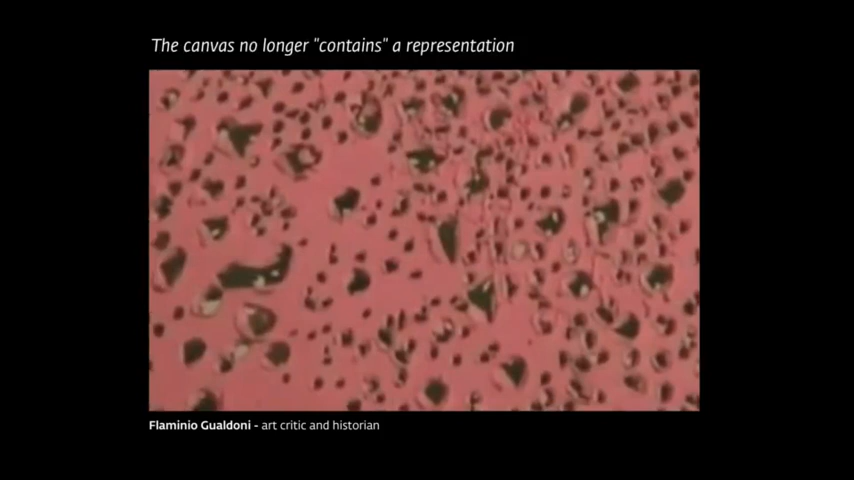 The canvas no longer "contains" a representation
Flaminio Gualdoni - art critic and historian